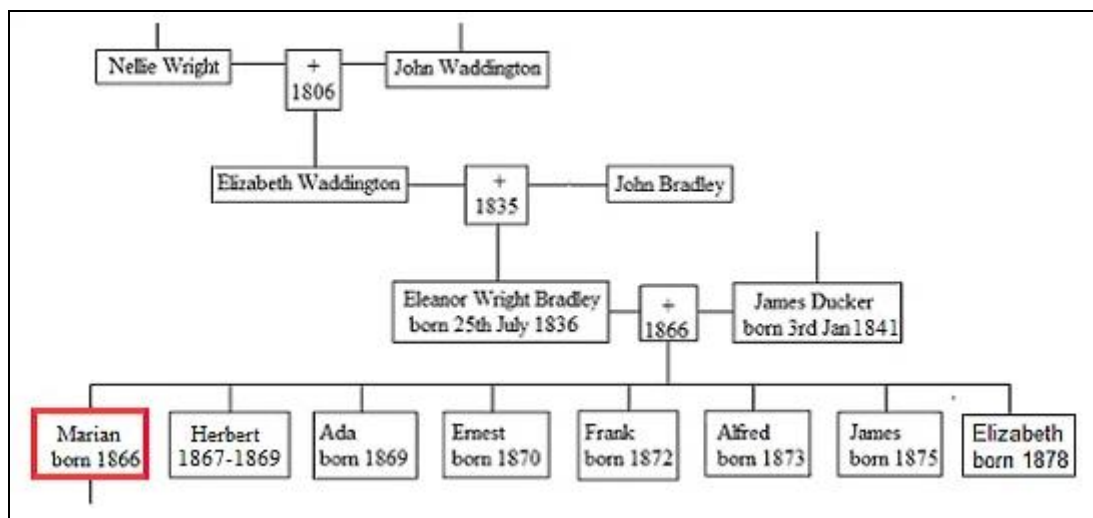 Nellie Wright
+
1806
John Waddington
Elizabeth Waddington
+
1835
John Bradley
Eleanor Wright Bradley
born 25th July 1836
+
1866
James Ducker
born 3rd Jan 1841
Marian
born 1866
Herbert
1867-1869
Ada
born 1869
Ernest
born 1870
Frank
born 1872
Alfred
born 1873
James
born 1875
Elizabeth
born 1878